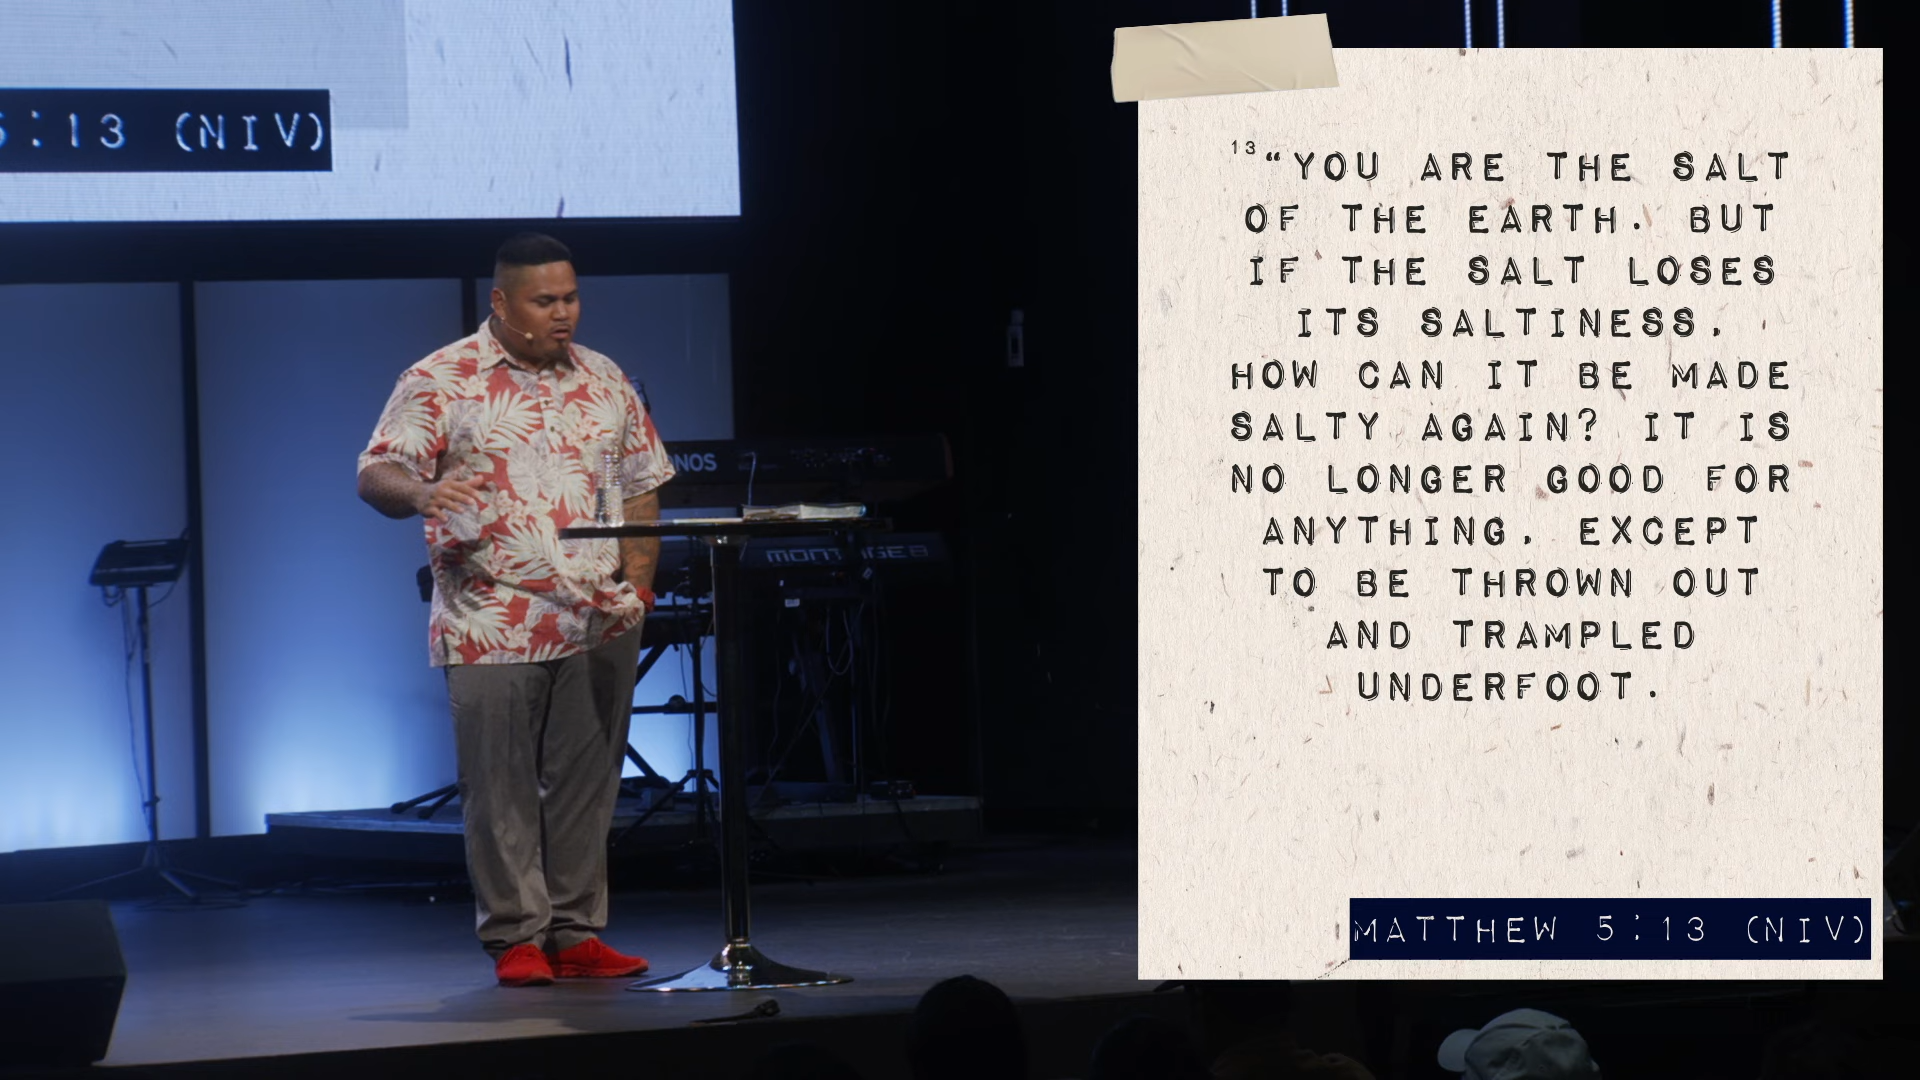 5:13 (NIV)
NOS
MONTAGE8
13 “YOU ARE THE SALT
OF THE EARTH. BUT
IF THE SALT LOSES
ITS SALTINESS,
HOW CAN IT BE MADE
SALTY AGAIN? IT IS
NO LONGER GOOD FOR
ANYTHING, EXCEPT
TO BE THROWN OUT
AND TRAMPLED
UNDERFOOT.
MATTHEW 5:13 (NIV)